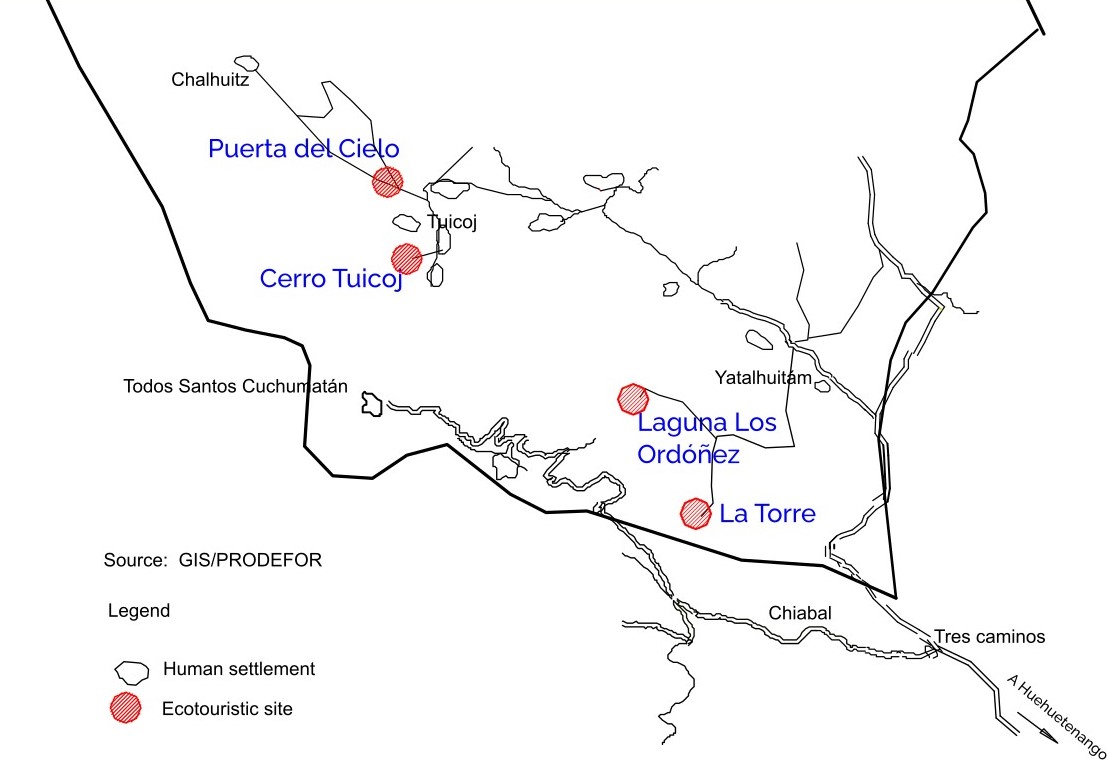 Chalhuitz
Puerta del Cielo
Tuicoj
Cerro Tuicoj
Todos Santos Cuchumatán
Yatalhuitám
Laguna Los
Ordóñez
La Torre
Source: GIS/PRODEFOR
Legend
Chiabal
Tres caminos
Human settlement
Ecotouristic site
A Huehuetenango